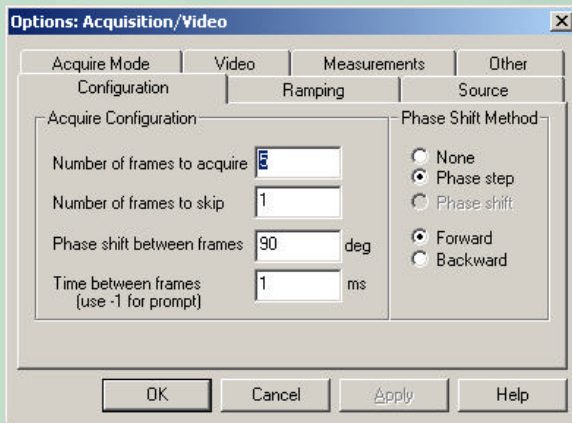 Options: Acquisition/Video
Acquire Mode
Video
Measurements
Other
Configuration
Ramping
Source
Acquire Configuration
Number of frames to acquire 5
Number of frames to skip 1
Phase shift between frames 90 deg
Time between frames 1 ms
(use -1 for prompt)
Phase Shift Method
None
Phase step
Phase shift
Forward
Backward
OK
Cancel
Apply
Help